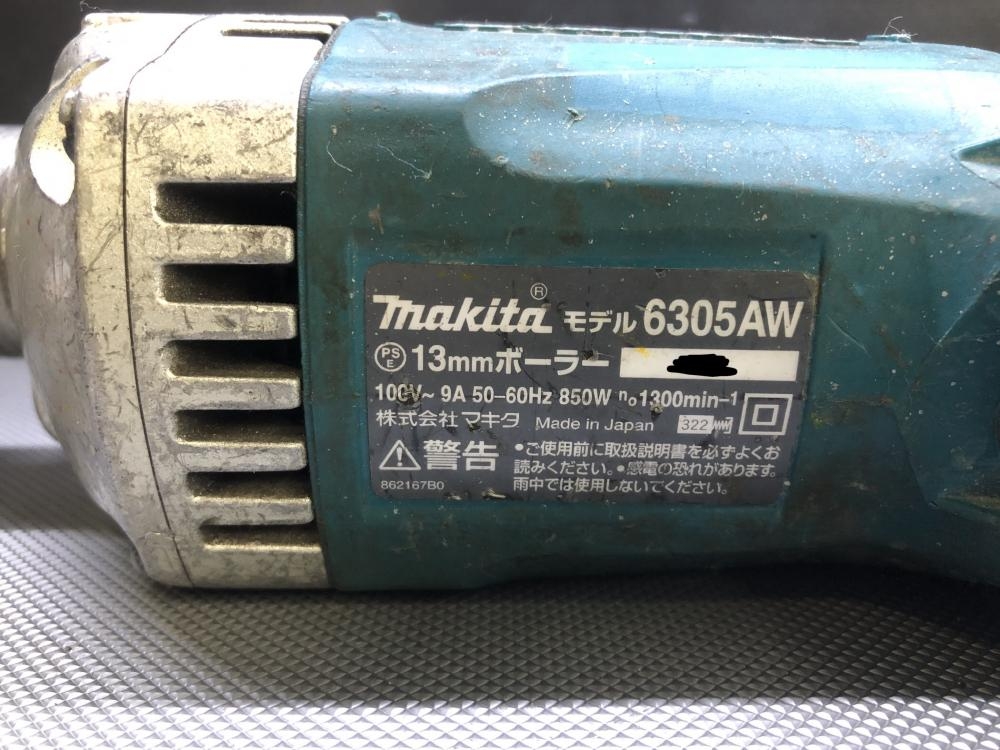 makita® モデル 6305AW
PSE 13mmボーラー
100V~ 9A 50-60Hz 850W n₀1300min-1
株式会社マキタ Made in Japan 322
警告 •ご使用前に取扱説明書を必ずよくお
読みください。•感電の恐れがあります。
862167B0 雨中では使用しないでください。